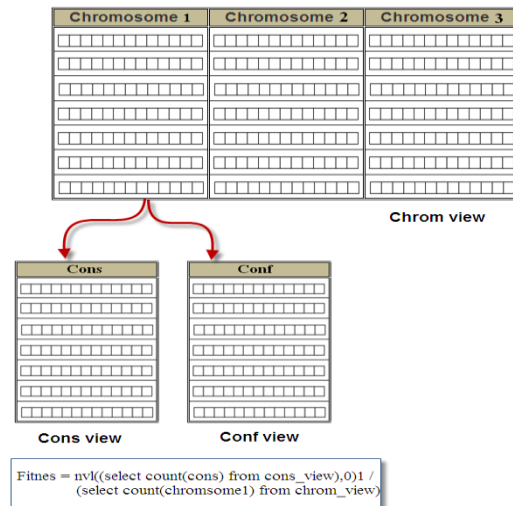 Chromosome 1 Chromosome 2 Chromosome 3
Chrom view
Cons Conf
Cons view Conf view
Fitnes = nvl((select count(cons) from cons_view),0)1 /
(select count(chromsome1) from chrom_view)